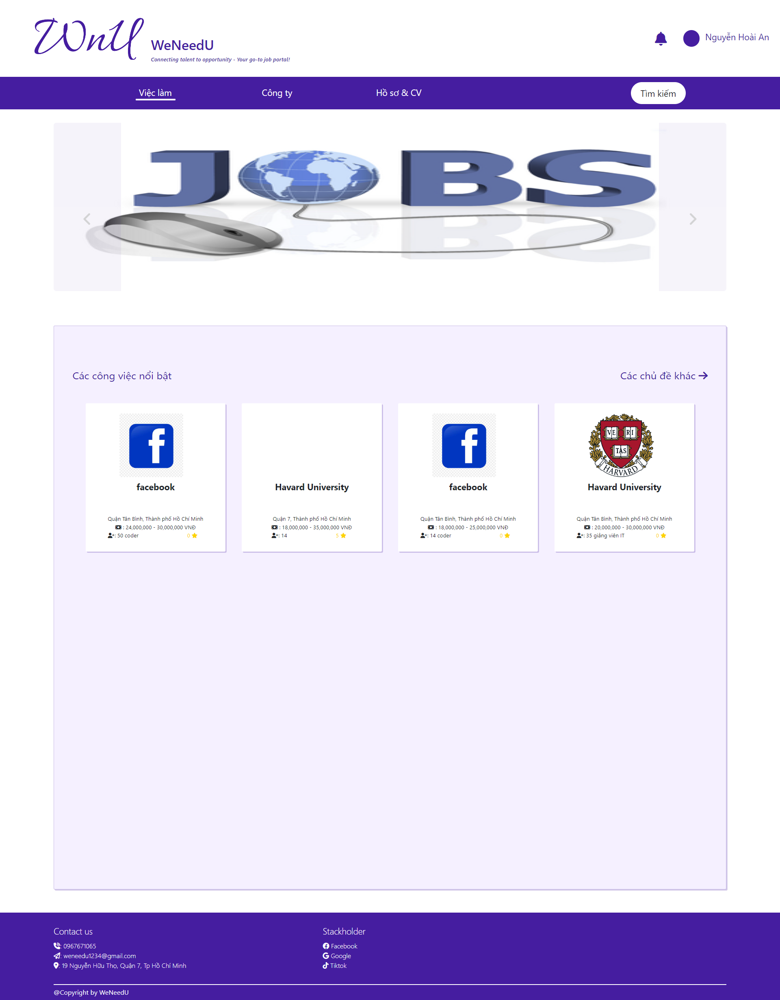 WnU
WeNeedU
Connecting talent to opportunity - Your go-to job portal!
Nguyễn Hoài An
Việc làm
Công ty
Hồ sơ & CV
Tìm kiếm
JOBS
Các công việc nổi bật
Các chủ đề khác
facebook
Quận Tân Bình, Thành phố Hồ Chí Minh
: 24,000,000 - 30,000,000 VNĐ
: 50 coder
0
Havard University
Quận 7, Thành phố Hồ Chí Minh
: 18,000,000 - 35,000,000 VNĐ
: 14
5
facebook
Quận Tân Bình, Thành phố Hồ Chí Minh
: 18,000,000 - 25,000,000 VNĐ
: 14 coder
0
VE RI
TAS
HARVARD
Havard University
Quận Tân Bình, Thành phố Hồ Chí Minh
: 20,000,000 - 30,000,000 VNĐ
: 35 giảng viên IT
0
Contact us
: 0967671065
: weneedu1234@gmail.com
: 19 Nguyễn Hữu Thọ, Quận 7, Tp Hồ Chí Minh
Stackholder
Facebook
Google
Tiktok
@Copyright by WeNeedU